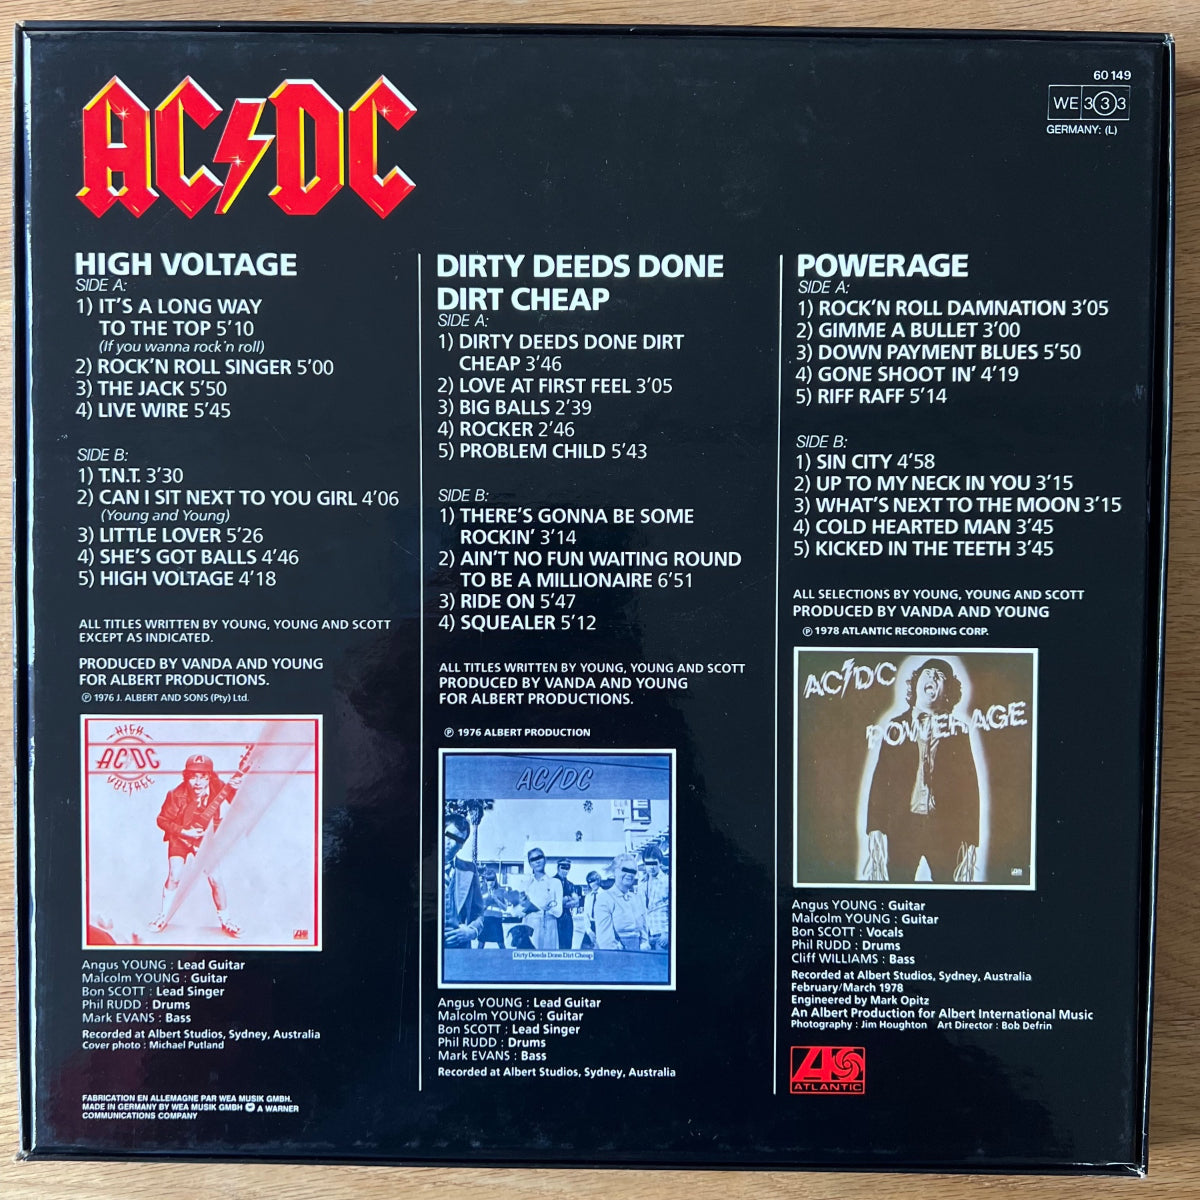 AC/DC
60 149
WE 333
GERMANY: (L)
HIGH VOLTAGE
SIDE A:
1) IT'S A LONG WAY
TO THE TOP 5'10
(If you wanna rock'n roll)
2) ROCK'N ROLL SINGER 5'00
3) THE JACK 5'50
4) LIVE WIRE 5'45
SIDE B:
1) T.N.T. 3'30
2) CAN I SIT NEXT TO YOU GIRL 4'06
(Young and Young)
3) LITTLE LOVER 5'26
4) SHE'S GOT BALLS 4'46
5) HIGH VOLTAGE 4'18
ALL TITLES WRITTEN BY YOUNG, YOUNG AND SCOTT
EXCEPT AS INDICATED.
PRODUCED BY VANDA AND YOUNG
FOR ALBERT PRODUCTIONS.
℗ 1976 J. ALBERT AND SONS (Pty) Ltd.
HIGH
AC/DC
VOLTAGE
Angus YOUNG : Lead Guitar
Malcolm YOUNG : Guitar
Bon SCOTT : Lead Singer
Phil RUDD : Drums
Mark EVANS : Bass
Recorded at Albert Studios, Sydney, Australia
Cover photo : Michael Putland
FABRICATION EN ALLEMAGNE PAR WEA MUSIK GMBH.
MADE IN GERMANY BY WEA MUSIK GMBH A WARNER
COMMUNICATIONS COMPANY
DIRTY DEEDS DONE
DIRT CHEAP
SIDE A:
1) DIRTY DEEDS DONE DIRT
CHEAP 3'46
2) LOVE AT FIRST FEEL 3'05
3) BIG BALLS 2'39
4) ROCKER 2'46
5) PROBLEM CHILD 5'43
SIDE B:
1) THERE'S GONNA BE SOME
ROCKIN' 3'14
2) AIN'T NO FUN WAITING ROUND
TO BE A MILLIONAIRE 6'51
3) RIDE ON 5'47
4) SQUEALER 5'12
ALL TITLES WRITTEN BY YOUNG, YOUNG AND SCOTT
PRODUCED BY VANDA AND YOUNG
FOR ALBERT PRODUCTIONS.
℗ 1976 ALBERT PRODUCTION
AC/DC
TV
Dirty Deeds Done Dirt Cheap
Angus YOUNG : Lead Guitar
Malcolm YOUNG : Guitar
Bon SCOTT : Lead Singer
Phil RUDD : Drums
Mark EVANS : Bass
Recorded at Albert Studios, Sydney, Australia
POWERAGE
SIDE A:
1) ROCK'N ROLL DAMNATION 3'05
2) GIMME A BULLET 3'00
3) DOWN PAYMENT BLUES 5'50
4) GONE SHOOT IN' 4'19
5) RIFF RAFF 5'14
SIDE B:
1) SIN CITY 4'58
2) UP TO MY NECK IN YOU 3'15
3) WHAT'S NEXT TO THE MOON 3'15
4) COLD HEARTED MAN 3'45
5) KICKED IN THE TEETH 3'45
ALL SELECTIONS BY YOUNG, YOUNG AND SCOTT
PRODUCED BY VANDA AND YOUNG
℗ 1978 ATLANTIC RECORDING CORP.
AC/DC
POWERAGE
Angus YOUNG : Guitar
Malcolm YOUNG : Guitar
Bon SCOTT : Vocals
Phil RUDD : Drums
Cliff WILLIAMS : Bass
Recorded at Albert Studios, Sydney, Australia
February/March 1978
Engineered by Mark Opitz
An Albert Production for Albert International Music
Photography : Jim Houghton Art Director : Bob Defrin
ATLANTIC